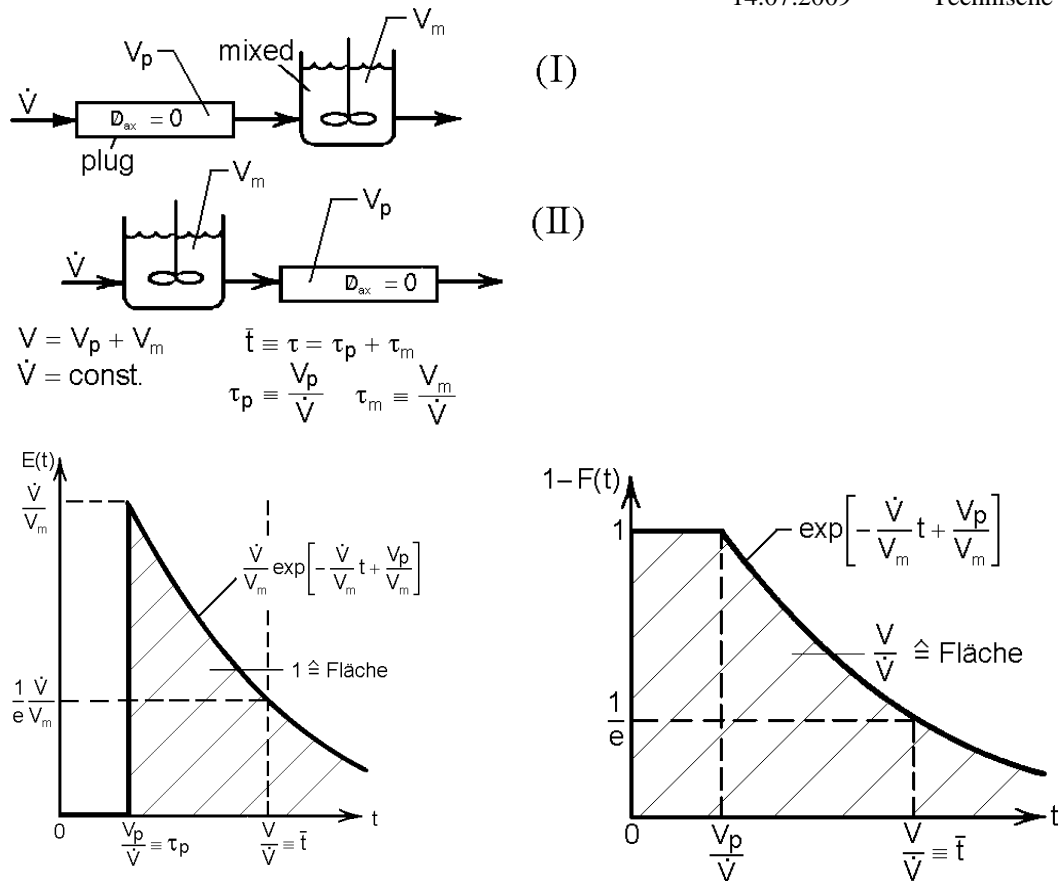 14.07.2009 Technische
V_m
V_p mixed (I)
V̇ D_ax = 0
plug
V_m
V_p (II)
V̇ D_ax = 0
V = V_p + V_m t̄ ≡ τ = τ_p + τ_m
V̇ = const.
τ_p ≡ V_p/V̇ τ_m ≡ V_m/V̇
E(t)
V̇/V_m
V̇/V_m exp[-V̇/V_m t + V_p/V_m]
1 ≙ Fläche
1/e V̇/V_m
0 V_p/V̇ ≡ τ_p V/V̇ ≡ t̄ t
1–F(t)
1
exp[-V̇/V_m t + V_p/V_m]
V/V̇ ≙ Fläche
1/e
0 V_p/V̇ V/V̇ ≡ t̄ t